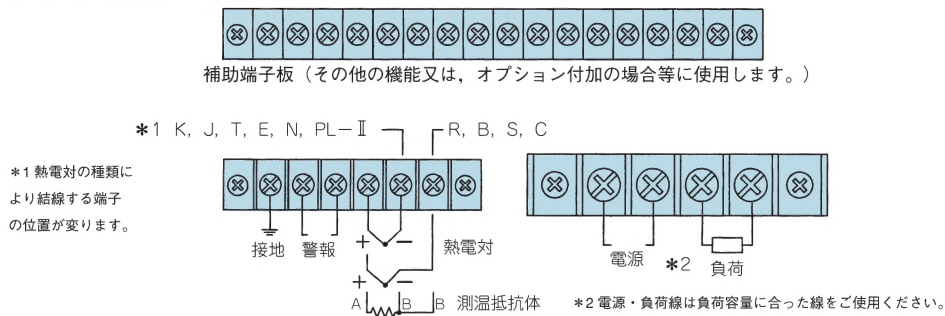 補助端子板（その他の機能又は，オプション付加の場合等に使用します。）
*1 K, J, T, E, N, PL－Ⅱ
R, B, S, C
*1 熱電対の種類に
より結線する端子
の位置が変ります。
接地
警報
＋
－
熱電対
＋
－
A
B
B
測温抵抗体
電源
*2
負荷
*2 電源・負荷線は負荷容量に合った線をご使用ください。